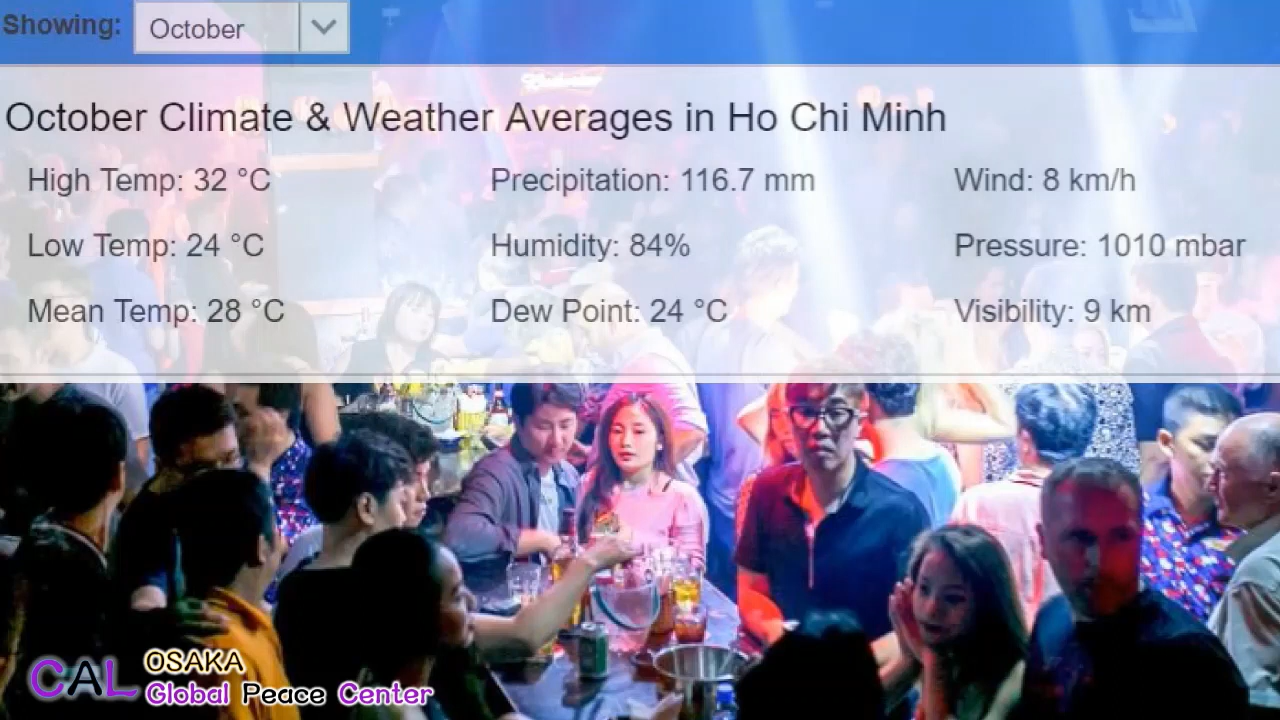 Showing: October
Budweiser
October Climate & Weather Averages in Ho Chi Minh
High Temp: 32 °C Precipitation: 116.7 mm Wind: 8 km/h
Low Temp: 24 °C Humidity: 84% Pressure: 1010 mbar
Mean Temp: 28 °C Dew Point: 24 °C Visibility: 9 km
CAL OSAKA
Global Peace Center